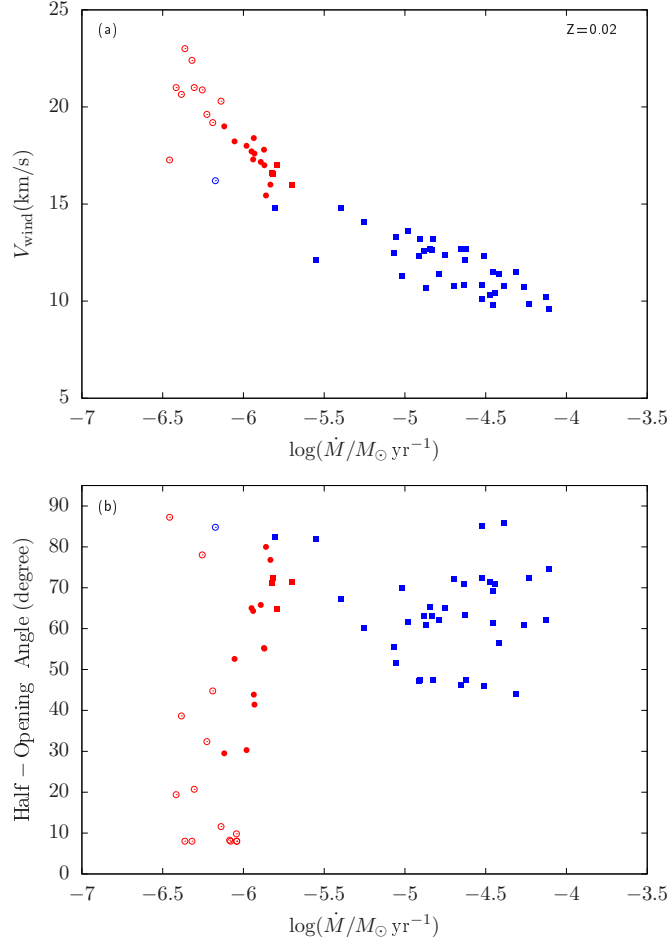 (a)
Z=0.02
25
20
15
10
5
V_wind(km/s)
-7 -6.5 -6 -5.5 -5 -4.5 -4 -3.5
log(Ṁ/M⊙ yr⁻¹)
(b)
90
80
70
60
50
40
30
20
10
0
Half−Opening Angle (degree)
-7 -6.5 -6 -5.5 -5 -4.5 -4 -3.5
log(Ṁ/M⊙ yr⁻¹)